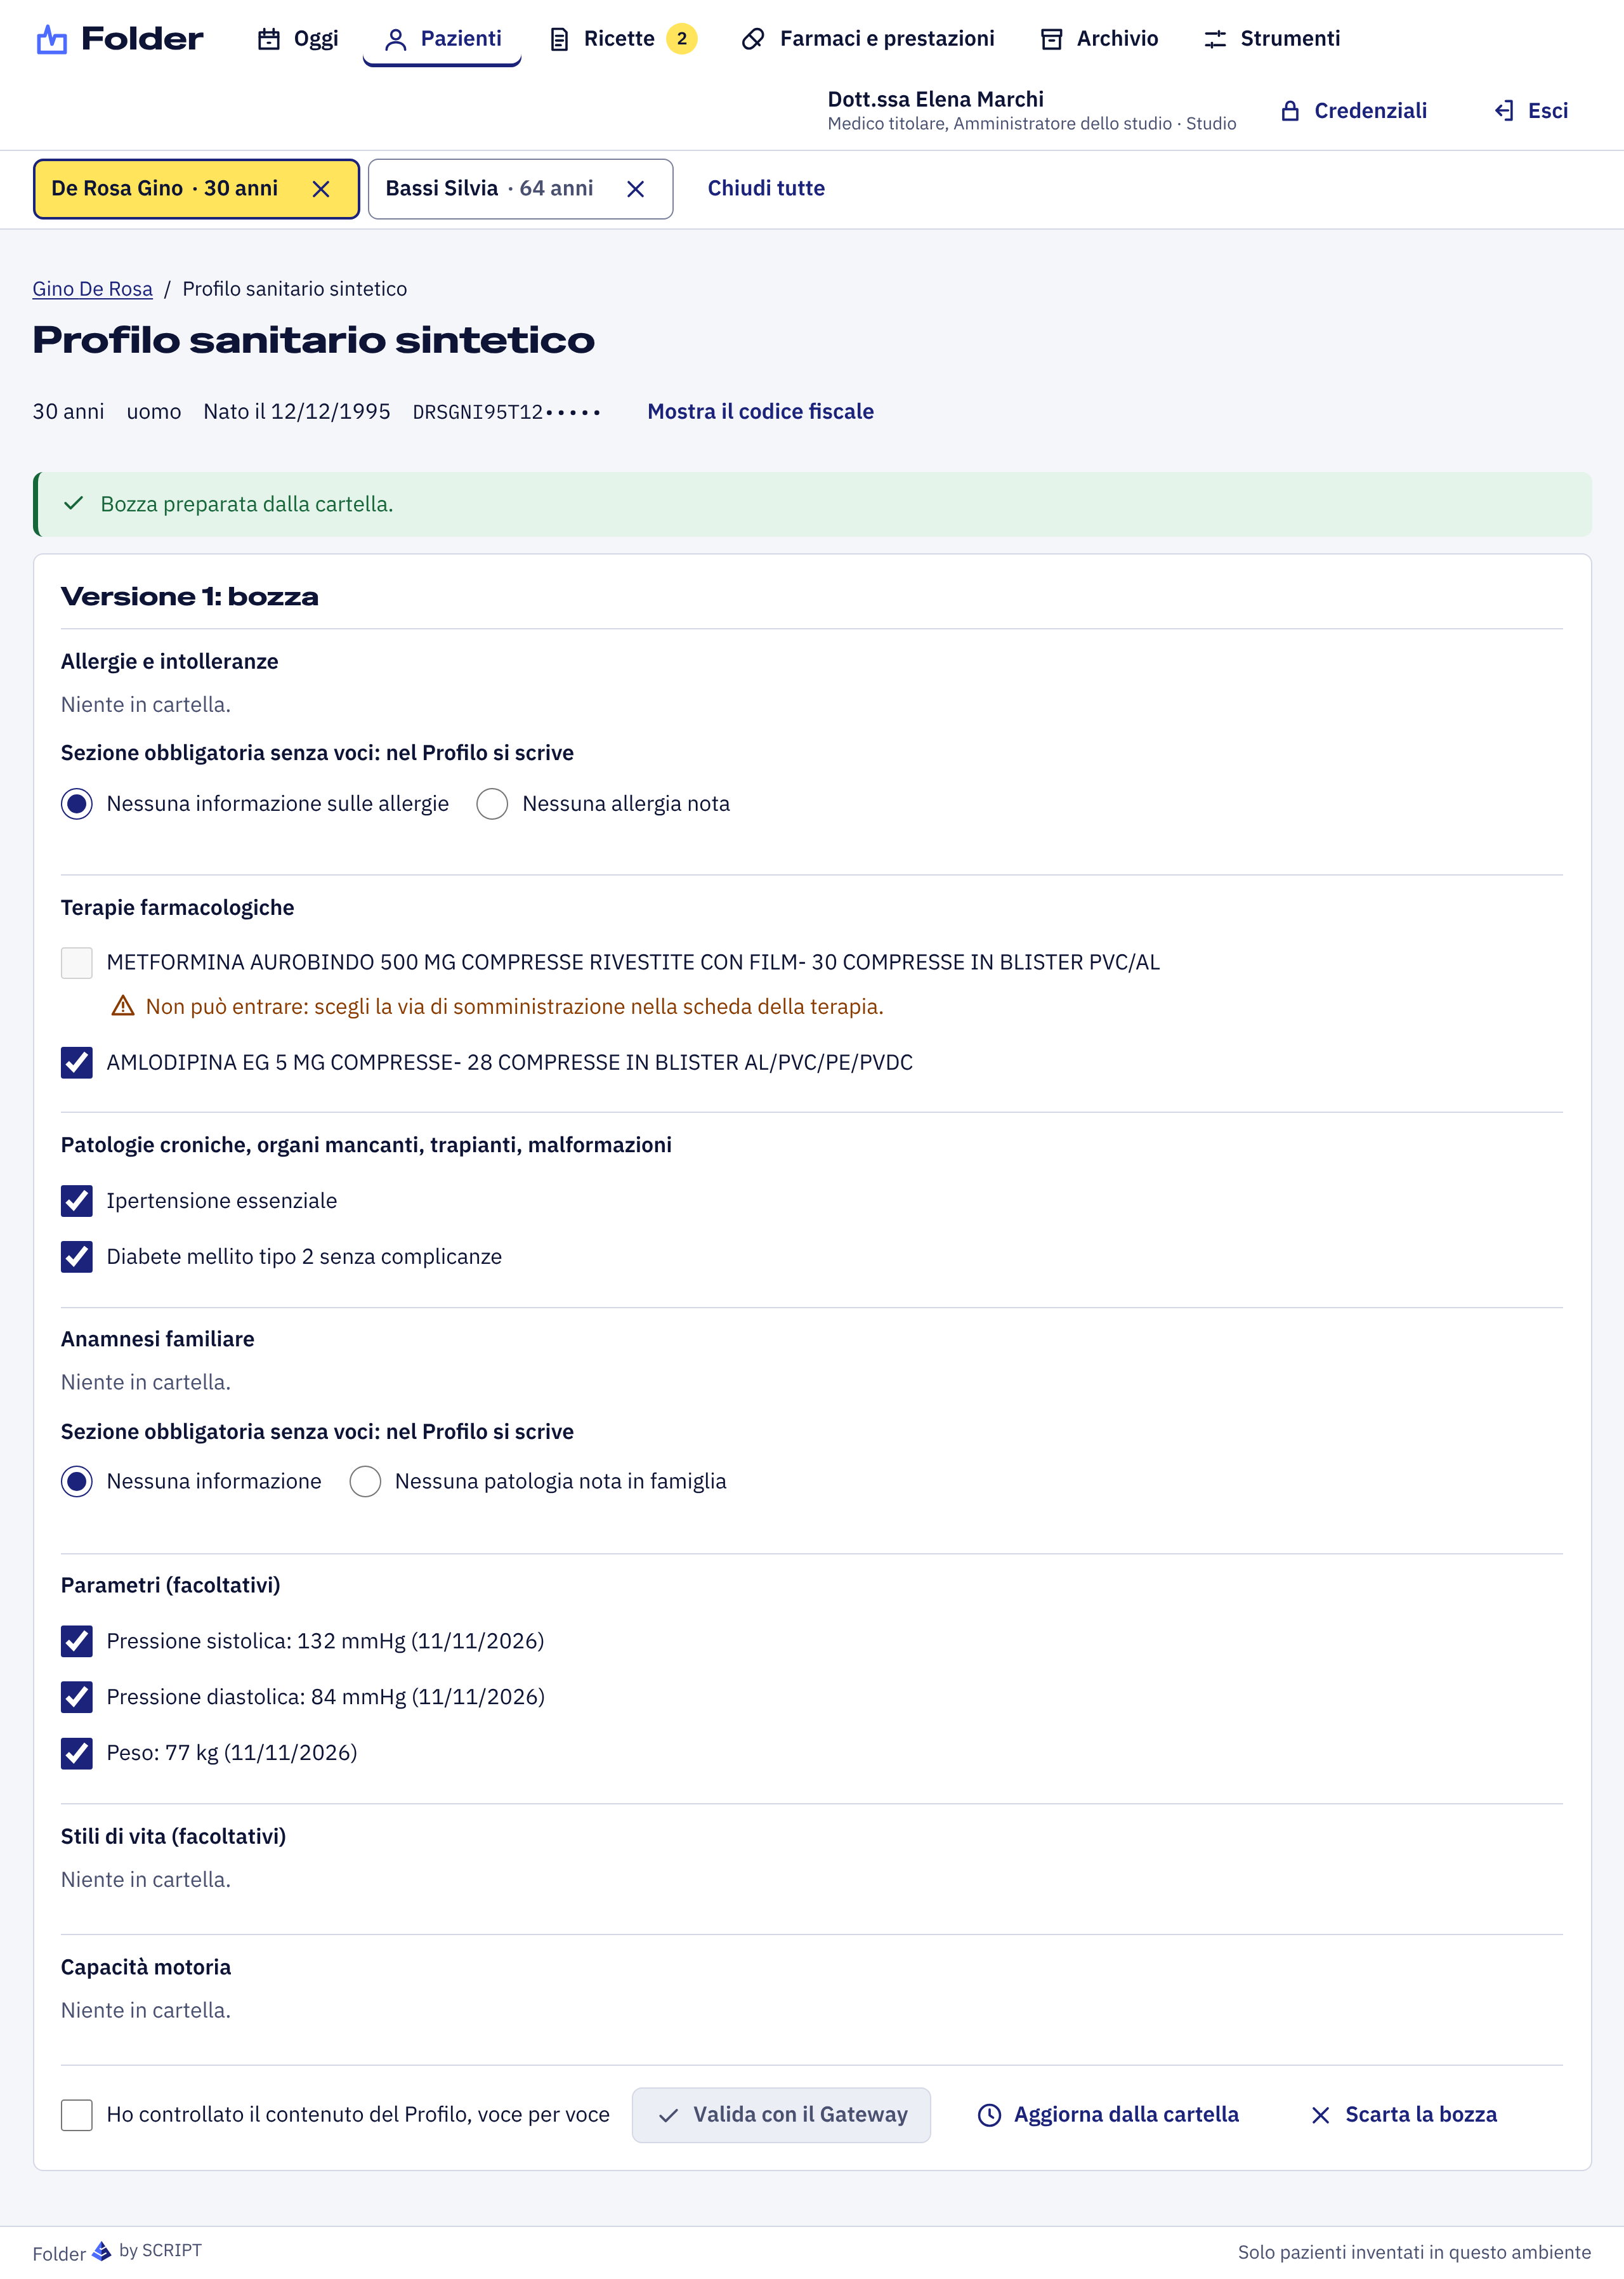 Folder
Oggi
Pazienti
Ricette 2
Farmaci e prestazioni
Archivio
Strumenti
Dott.ssa Elena Marchi
Medico titolare, Amministratore dello studio · Studio
Credenziali
Esci
De Rosa Gino · 30 anni
Bassi Silvia · 64 anni
Chiudi tutte
Gino De Rosa / Profilo sanitario sintetico
Profilo sanitario sintetico
30 anni uomo Nato il 12/12/1995 DRSGNI95T12••••• Mostra il codice fiscale
Bozza preparata dalla cartella.
Versione 1: bozza
Allergie e intolleranze
Niente in cartella.
Sezione obbligatoria senza voci: nel Profilo si scrive
Nessuna informazione sulle allergie
Nessuna allergia nota
Terapie farmacologiche
METFORMINA AUROBINDO 500 MG COMPRESSE RIVESTITE CON FILM- 30 COMPRESSE IN BLISTER PVC/AL
Non può entrare: scegli la via di somministrazione nella scheda della terapia.
AMLODIPINA EG 5 MG COMPRESSE- 28 COMPRESSE IN BLISTER AL/PVC/PE/PVDC
Patologie croniche, organi mancanti, trapianti, malformazioni
Ipertensione essenziale
Diabete mellito tipo 2 senza complicanze
Anamnesi familiare
Niente in cartella.
Sezione obbligatoria senza voci: nel Profilo si scrive
Nessuna informazione
Nessuna patologia nota in famiglia
Parametri (facoltativi)
Pressione sistolica: 132 mmHg (11/11/2026)
Pressione diastolica: 84 mmHg (11/11/2026)
Peso: 77 kg (11/11/2026)
Stili di vita (facoltativi)
Niente in cartella.
Capacità motoria
Niente in cartella.
Ho controllato il contenuto del Profilo, voce per voce
Valida con il Gateway
Aggiorna dalla cartella
Scarta la bozza
Folder by SCRIPT
Solo pazienti inventati in questo ambiente